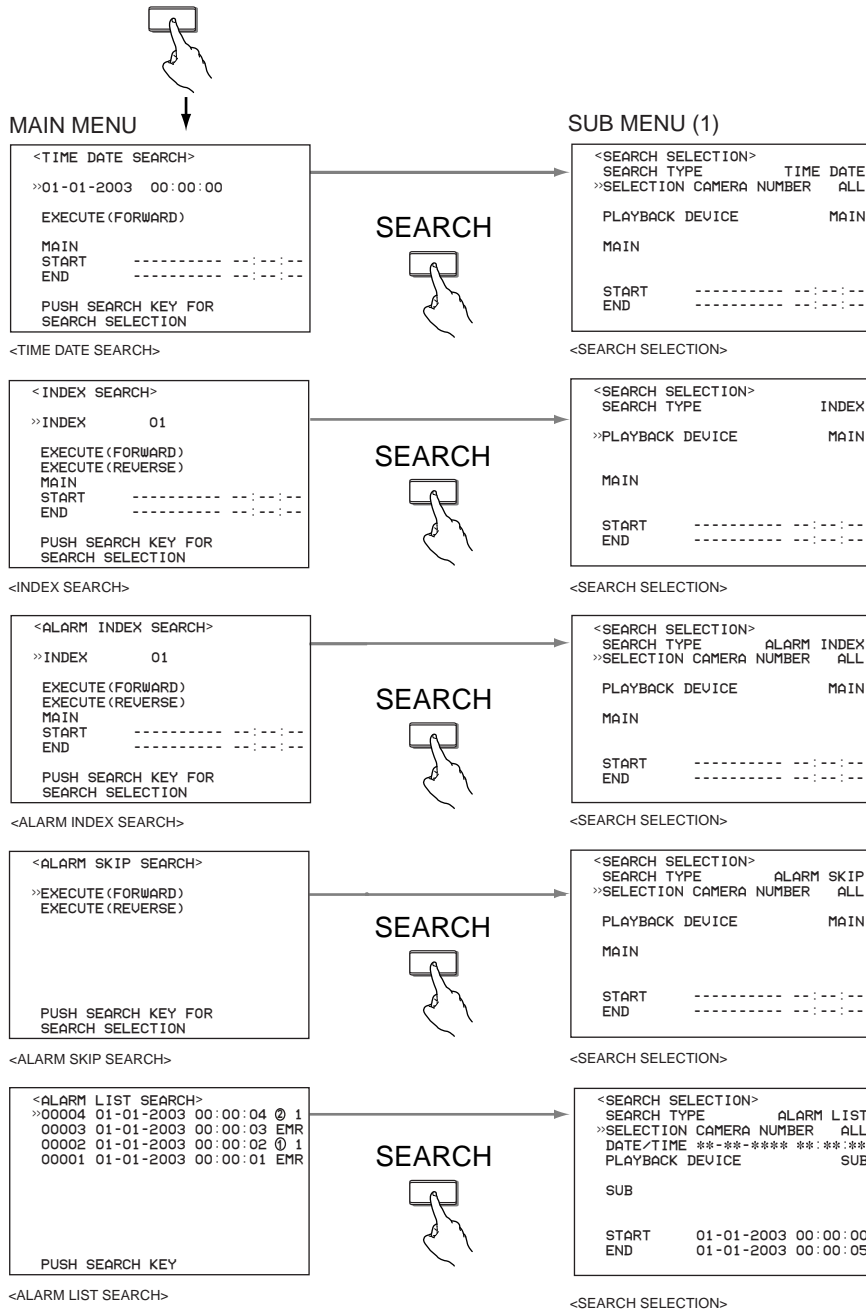 MAIN MENU
<TIME DATE SEARCH>
»01-01-2003 00:00:00
EXECUTE(FORWARD)
MAIN
START ---------- --:--:--
END ---------- --:--:--
PUSH SEARCH KEY FOR
SEARCH SELECTION
<TIME DATE SEARCH>
SEARCH
SUB MENU (1)
<SEARCH SELECTION>
SEARCH TYPE TIME DATE
»SELECTION CAMERA NUMBER ALL
PLAYBACK DEVICE MAIN
MAIN
START ---------- --:--:--
END ---------- --:--:--
<SEARCH SELECTION>
<INDEX SEARCH>
»INDEX 01
EXECUTE(FORWARD)
EXECUTE(REVERSE)
MAIN
START ---------- --:--:--
END ---------- --:--:--
PUSH SEARCH KEY FOR
SEARCH SELECTION
<INDEX SEARCH>
SEARCH
<SEARCH SELECTION>
SEARCH TYPE INDEX
»PLAYBACK DEVICE MAIN
MAIN
START ---------- --:--:--
END ---------- --:--:--
<SEARCH SELECTION>
<ALARM INDEX SEARCH>
»INDEX 01
EXECUTE(FORWARD)
EXECUTE(REVERSE)
MAIN
START ---------- --:--:--
END ---------- --:--:--
PUSH SEARCH KEY FOR
SEARCH SELECTION
<ALARM INDEX SEARCH>
SEARCH
<SEARCH SELECTION>
SEARCH TYPE ALARM INDEX
»SELECTION CAMERA NUMBER ALL
PLAYBACK DEVICE MAIN
MAIN
START ---------- --:--:--
END ---------- --:--:--
<SEARCH SELECTION>
<ALARM SKIP SEARCH>
»EXECUTE(FORWARD)
EXECUTE(REVERSE)
PUSH SEARCH KEY FOR
SEARCH SELECTION
<ALARM SKIP SEARCH>
SEARCH
<SEARCH SELECTION>
SEARCH TYPE ALARM SKIP
»SELECTION CAMERA NUMBER ALL
PLAYBACK DEVICE MAIN
MAIN
START ---------- --:--:--
END ---------- --:--:--
<SEARCH SELECTION>
<ALARM LIST SEARCH>
»00004 01-01-2003 00:00:04 ② 1
00003 01-01-2003 00:00:03 EMR
00002 01-01-2003 00:00:02 ① 1
00001 01-01-2003 00:00:01 EMR
PUSH SEARCH KEY
<ALARM LIST SEARCH>
SEARCH
<SEARCH SELECTION>
SEARCH TYPE ALARM LIST
»SELECTION CAMERA NUMBER ALL
DATE/TIME **-**-**** **:**:**
PLAYBACK DEVICE SUB
SUB
START 01-01-2003 00:00:00
END 01-01-2003 00:00:05
<SEARCH SELECTION>